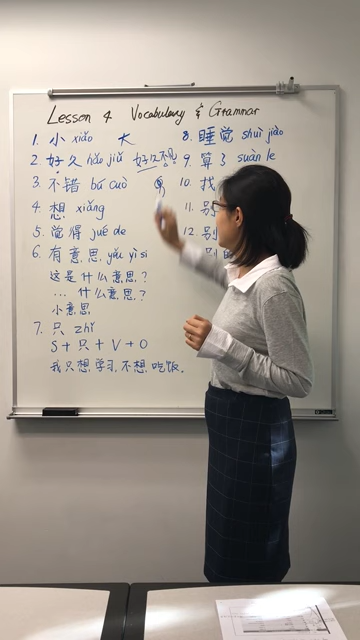 Lesson 4 Vocabulary & Grammar
1. 小 xiǎo 大
2. 好久 hǎo jiǔ 好久不见
3. 不错 bú cuò
4. 想 xiǎng
5. 觉得 jué de
6. 有意思 yǒu yì si
这是什么意思?
... 什么意思?
小意思
7. 只 zhǐ
S + 只 + V + O
我只想学习,不想吃饭。
8. 睡觉 shuì jiào
9. 算了 suàn le
10. 找
11. 别
12. 别